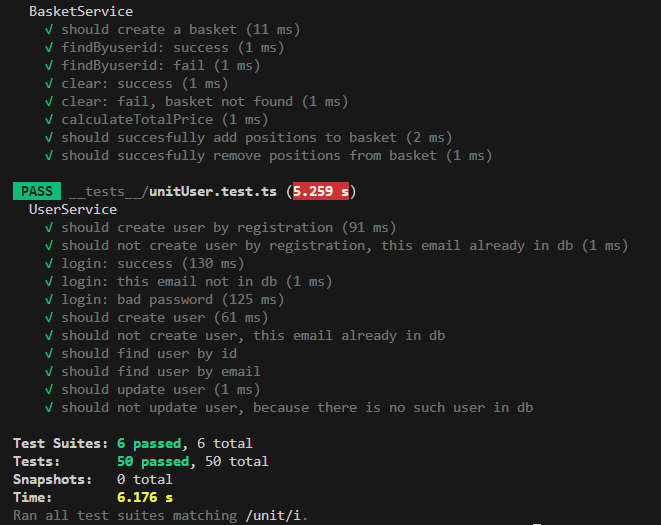 BasketService
√ should create a basket (11 ms)
√ findByuserid: success (1 ms)
√ findByuserid: fail (1 ms)
√ clear: success (1 ms)
√ clear: fail, basket not found (1 ms)
√ calculateTotalPrice (1 ms)
√ should succesfully add positions to basket (2 ms)
√ should succesfully remove positions from basket (1 ms)
PASS __tests__/unitUser.test.ts (5.259 s)
UserService
√ should create user by registration (91 ms)
√ should not create user by registration, this email already in db (1 ms)
√ login: success (130 ms)
√ login: this email not in db (1 ms)
√ login: bad password (125 ms)
√ should create user (61 ms)
√ should not create user, this email already in db
√ should find user by id
√ should find user by email
√ should update user (1 ms)
√ should not update user, because there is no such user in db
Test Suites: 6 passed, 6 total
Tests: 50 passed, 50 total
Snapshots: 0 total
Time: 6.176 s
Ran all test suites matching /unit/i.